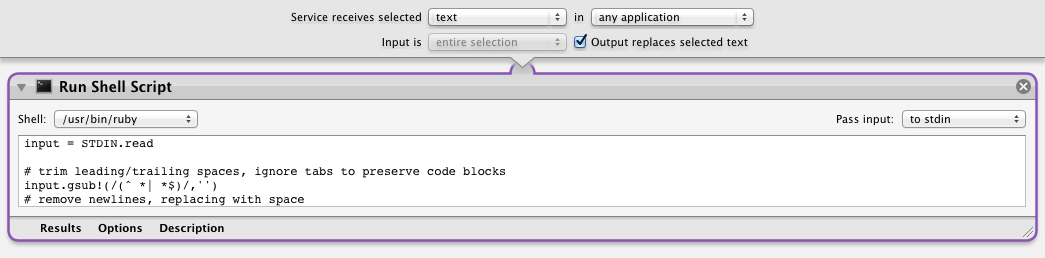 Service receives selected text in any application
Input is entire selection Output replaces selected text
Run Shell Script
Shell: /usr/bin/ruby Pass input: to stdin
input = STDIN.read
# trim leading/trailing spaces, ignore tabs to preserve code blocks
input.gsub!(/(^ *| *$)/,'')
# remove newlines, replacing with space
Results Options Description